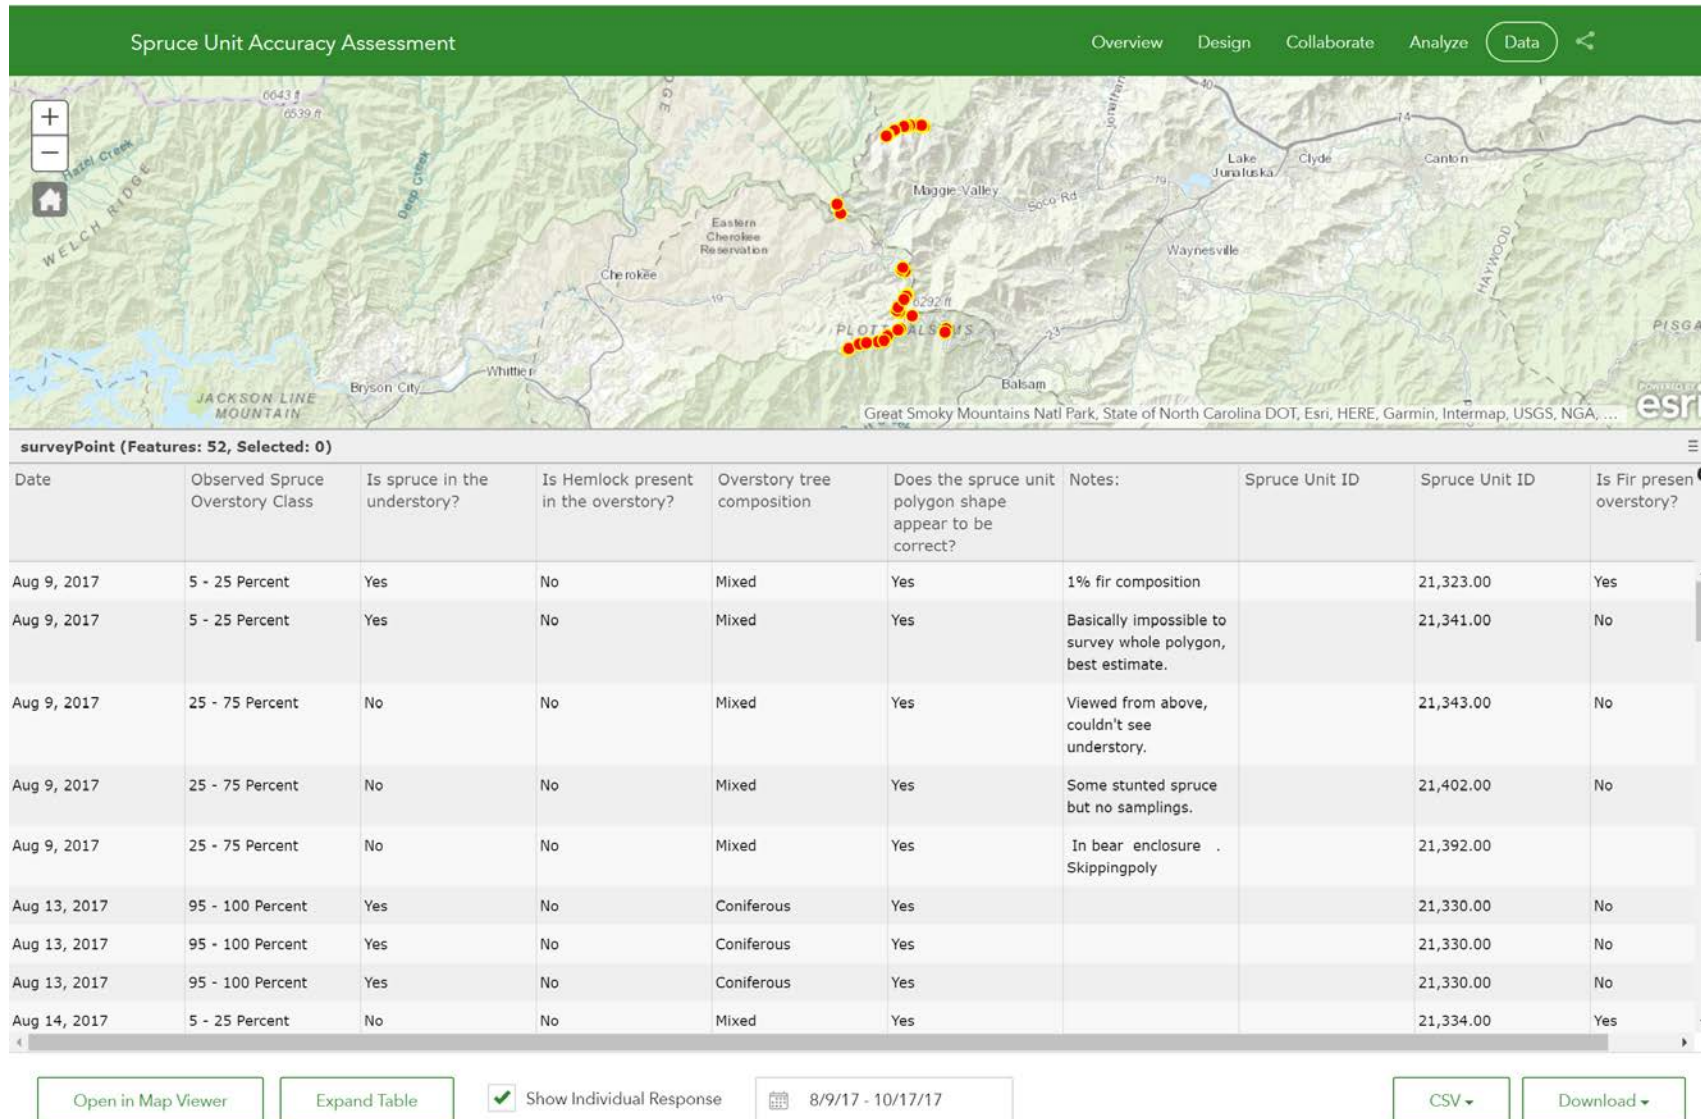 Spruce Unit Accuracy Assessment
Overview Design Collaborate Analyze Data
+
−
6643 ft
6539 ft
Hazel Creek
WELCH RIDGE
Deep Creek
Eastern
Cherokee
Reservation
Cherokee
19
Maggie Valley
Soco Rd
19
40
74
Lake
Junaluska
Clyde
Canton
Waynesville
HAYWOOD
6292 ft
PLOTT BALSAMS
23
PISGA
Balsam
Whittier
Bryson City
JACKSON LINE
MOUNTAIN
Great Smoky Mountains Natl Park, State of North Carolina DOT, Esri, HERE, Garmin, Intermap, USGS, NGA, ...
POWERED BY
esri
surveyPoint (Features: 52, Selected: 0)
Date Observed Spruce Is spruce in the Is Hemlock present Overstory tree Does the spruce unit Notes: Spruce Unit ID Spruce Unit ID Is Fir presen
Overstory Class understory? in the overstory? composition polygon shape overstory?
appear to be
correct?
Aug 9, 2017 5 - 25 Percent Yes No Mixed Yes 1% fir composition 21,323.00 Yes
Aug 9, 2017 5 - 25 Percent Yes No Mixed Yes Basically impossible to 21,341.00 No
survey whole polygon,
best estimate.
Aug 9, 2017 25 - 75 Percent No No Mixed Yes Viewed from above, 21,343.00 No
couldn't see
understory.
Aug 9, 2017 25 - 75 Percent No No Mixed Yes Some stunted spruce 21,402.00 No
but no samplings.
Aug 9, 2017 25 - 75 Percent No No Mixed Yes In bear enclosure . 21,392.00
Skippingpoly
Aug 13, 2017 95 - 100 Percent Yes No Coniferous Yes 21,330.00 No
Aug 13, 2017 95 - 100 Percent Yes No Coniferous Yes 21,330.00 No
Aug 13, 2017 95 - 100 Percent Yes No Coniferous Yes 21,330.00 No
Aug 14, 2017 5 - 25 Percent No No Mixed Yes 21,334.00 Yes
Open in Map Viewer Expand Table Show Individual Response 8/9/17 - 10/17/17 CSV Download